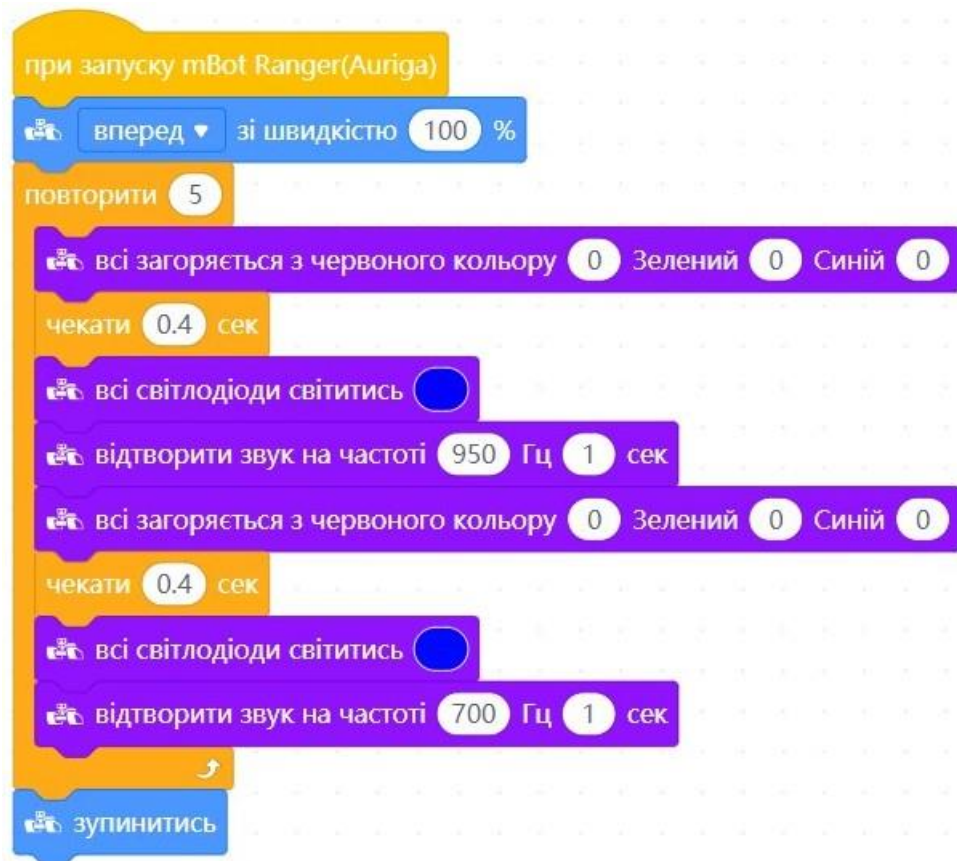 при запуску mBot Ranger(Auriga)
вперед зі швидкістю 100 %
повторити 5
всі загоряється з червоного кольору 0 Зелений 0 Синій 0
чекати 0.4 сек
всі світлодіоди світитись
відтворити звук на частоті 950 Гц 1 сек
всі загоряється з червоного кольору 0 Зелений 0 Синій 0
чекати 0.4 сек
всі світлодіоди світитись
відтворити звук на частоті 700 Гц 1 сек
зупинитись